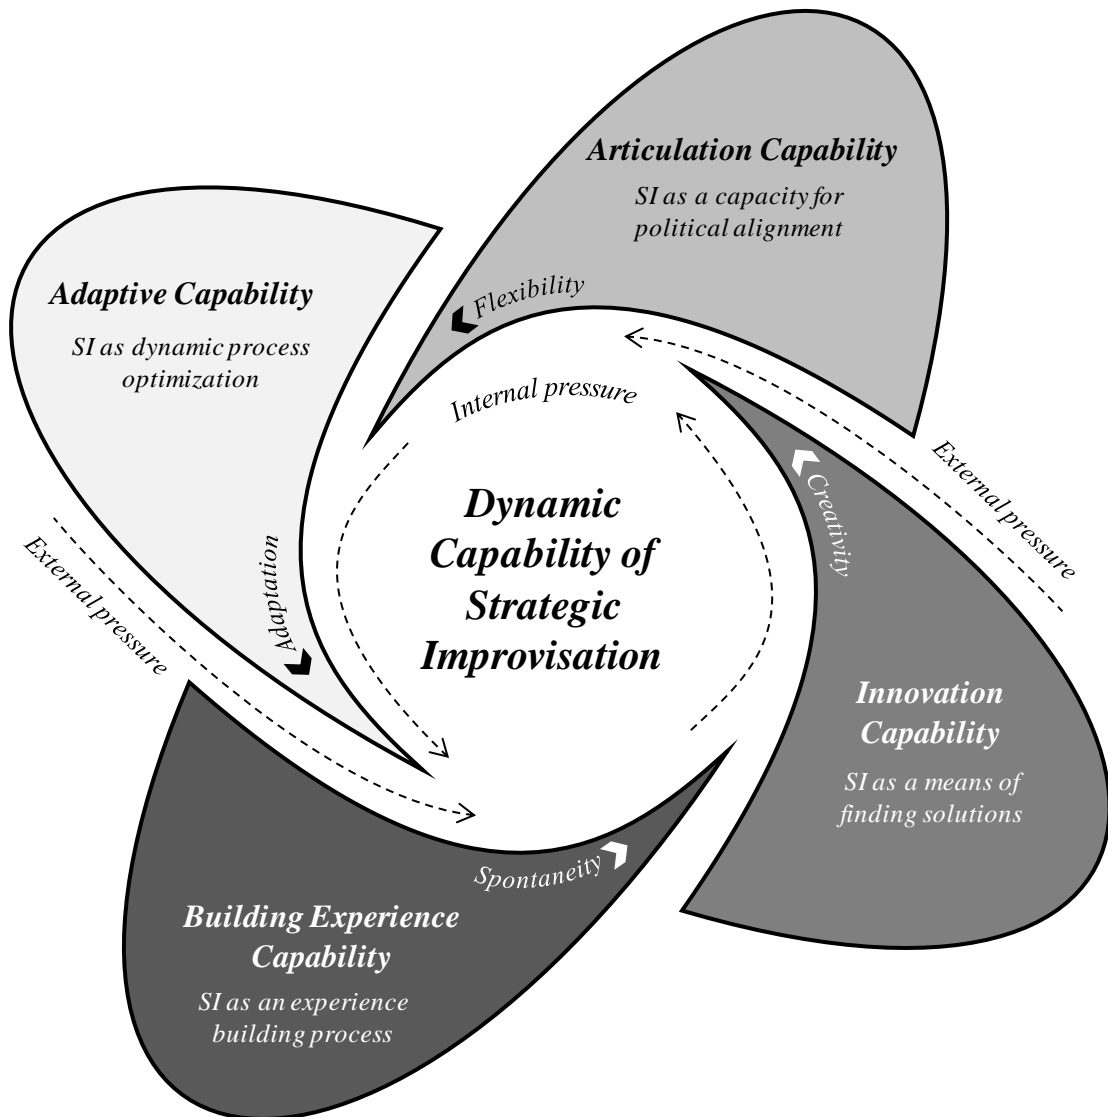 Articulation Capability
SI as a capacity for
political alignment
Flexibility
Adaptive Capability
SI as dynamic process
optimization
Adaptation
Internal pressure
External pressure
Creativity
Dynamic
Capability of
Strategic
Improvisation
External pressure
Innovation
Capability
SI as a means of
finding solutions
Spontaneity
Building Experience
Capability
SI as an experience
building process